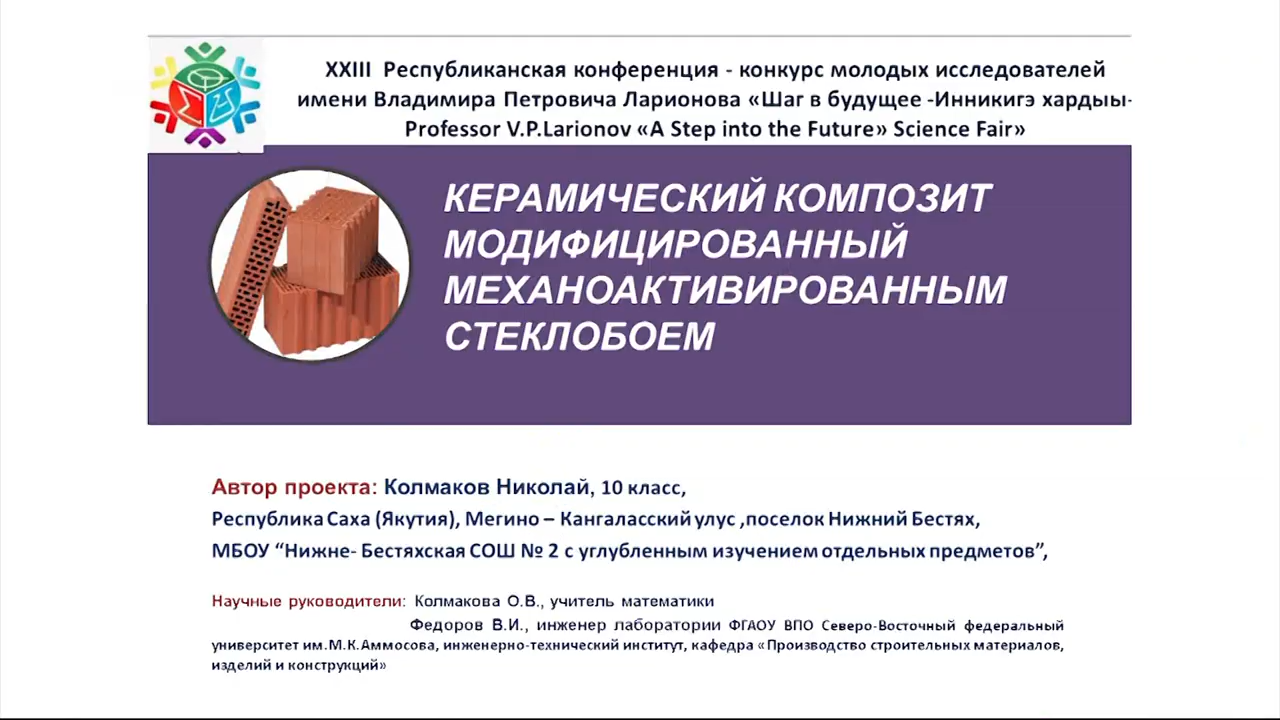 XXIII Республиканская конференция - конкурс молодых исследователей
имени Владимира Петровича Ларионова «Шаг в будущее -Инникигэ хардыы-
Professor V.P.Larionov «A Step into the Future» Science Fair»
КЕРАМИЧЕСКИЙ КОМПОЗИТ
МОДИФИЦИРОВАННЫЙ
МЕХАНОАКТИВИРОВАННЫМ
СТЕКЛОБОЕМ
Автор проекта: Колмаков Николай, 10 класс,
Республика Саха (Якутия), Мегино – Кангаласский улус ,поселок Нижний Бестях,
МБОУ “Нижне- Бестяхская СОШ № 2 с углубленным изучением отдельных предметов”,
Научные руководители: Колмакова О.В., учитель математики
Федоров В.И., инженер лаборатории ФГАОУ ВПО Северо-Восточный федеральный
университет им.М.К.Аммосова, инженерно-технический институт, кафедра «Производство строительных материалов,
изделий и конструкций»